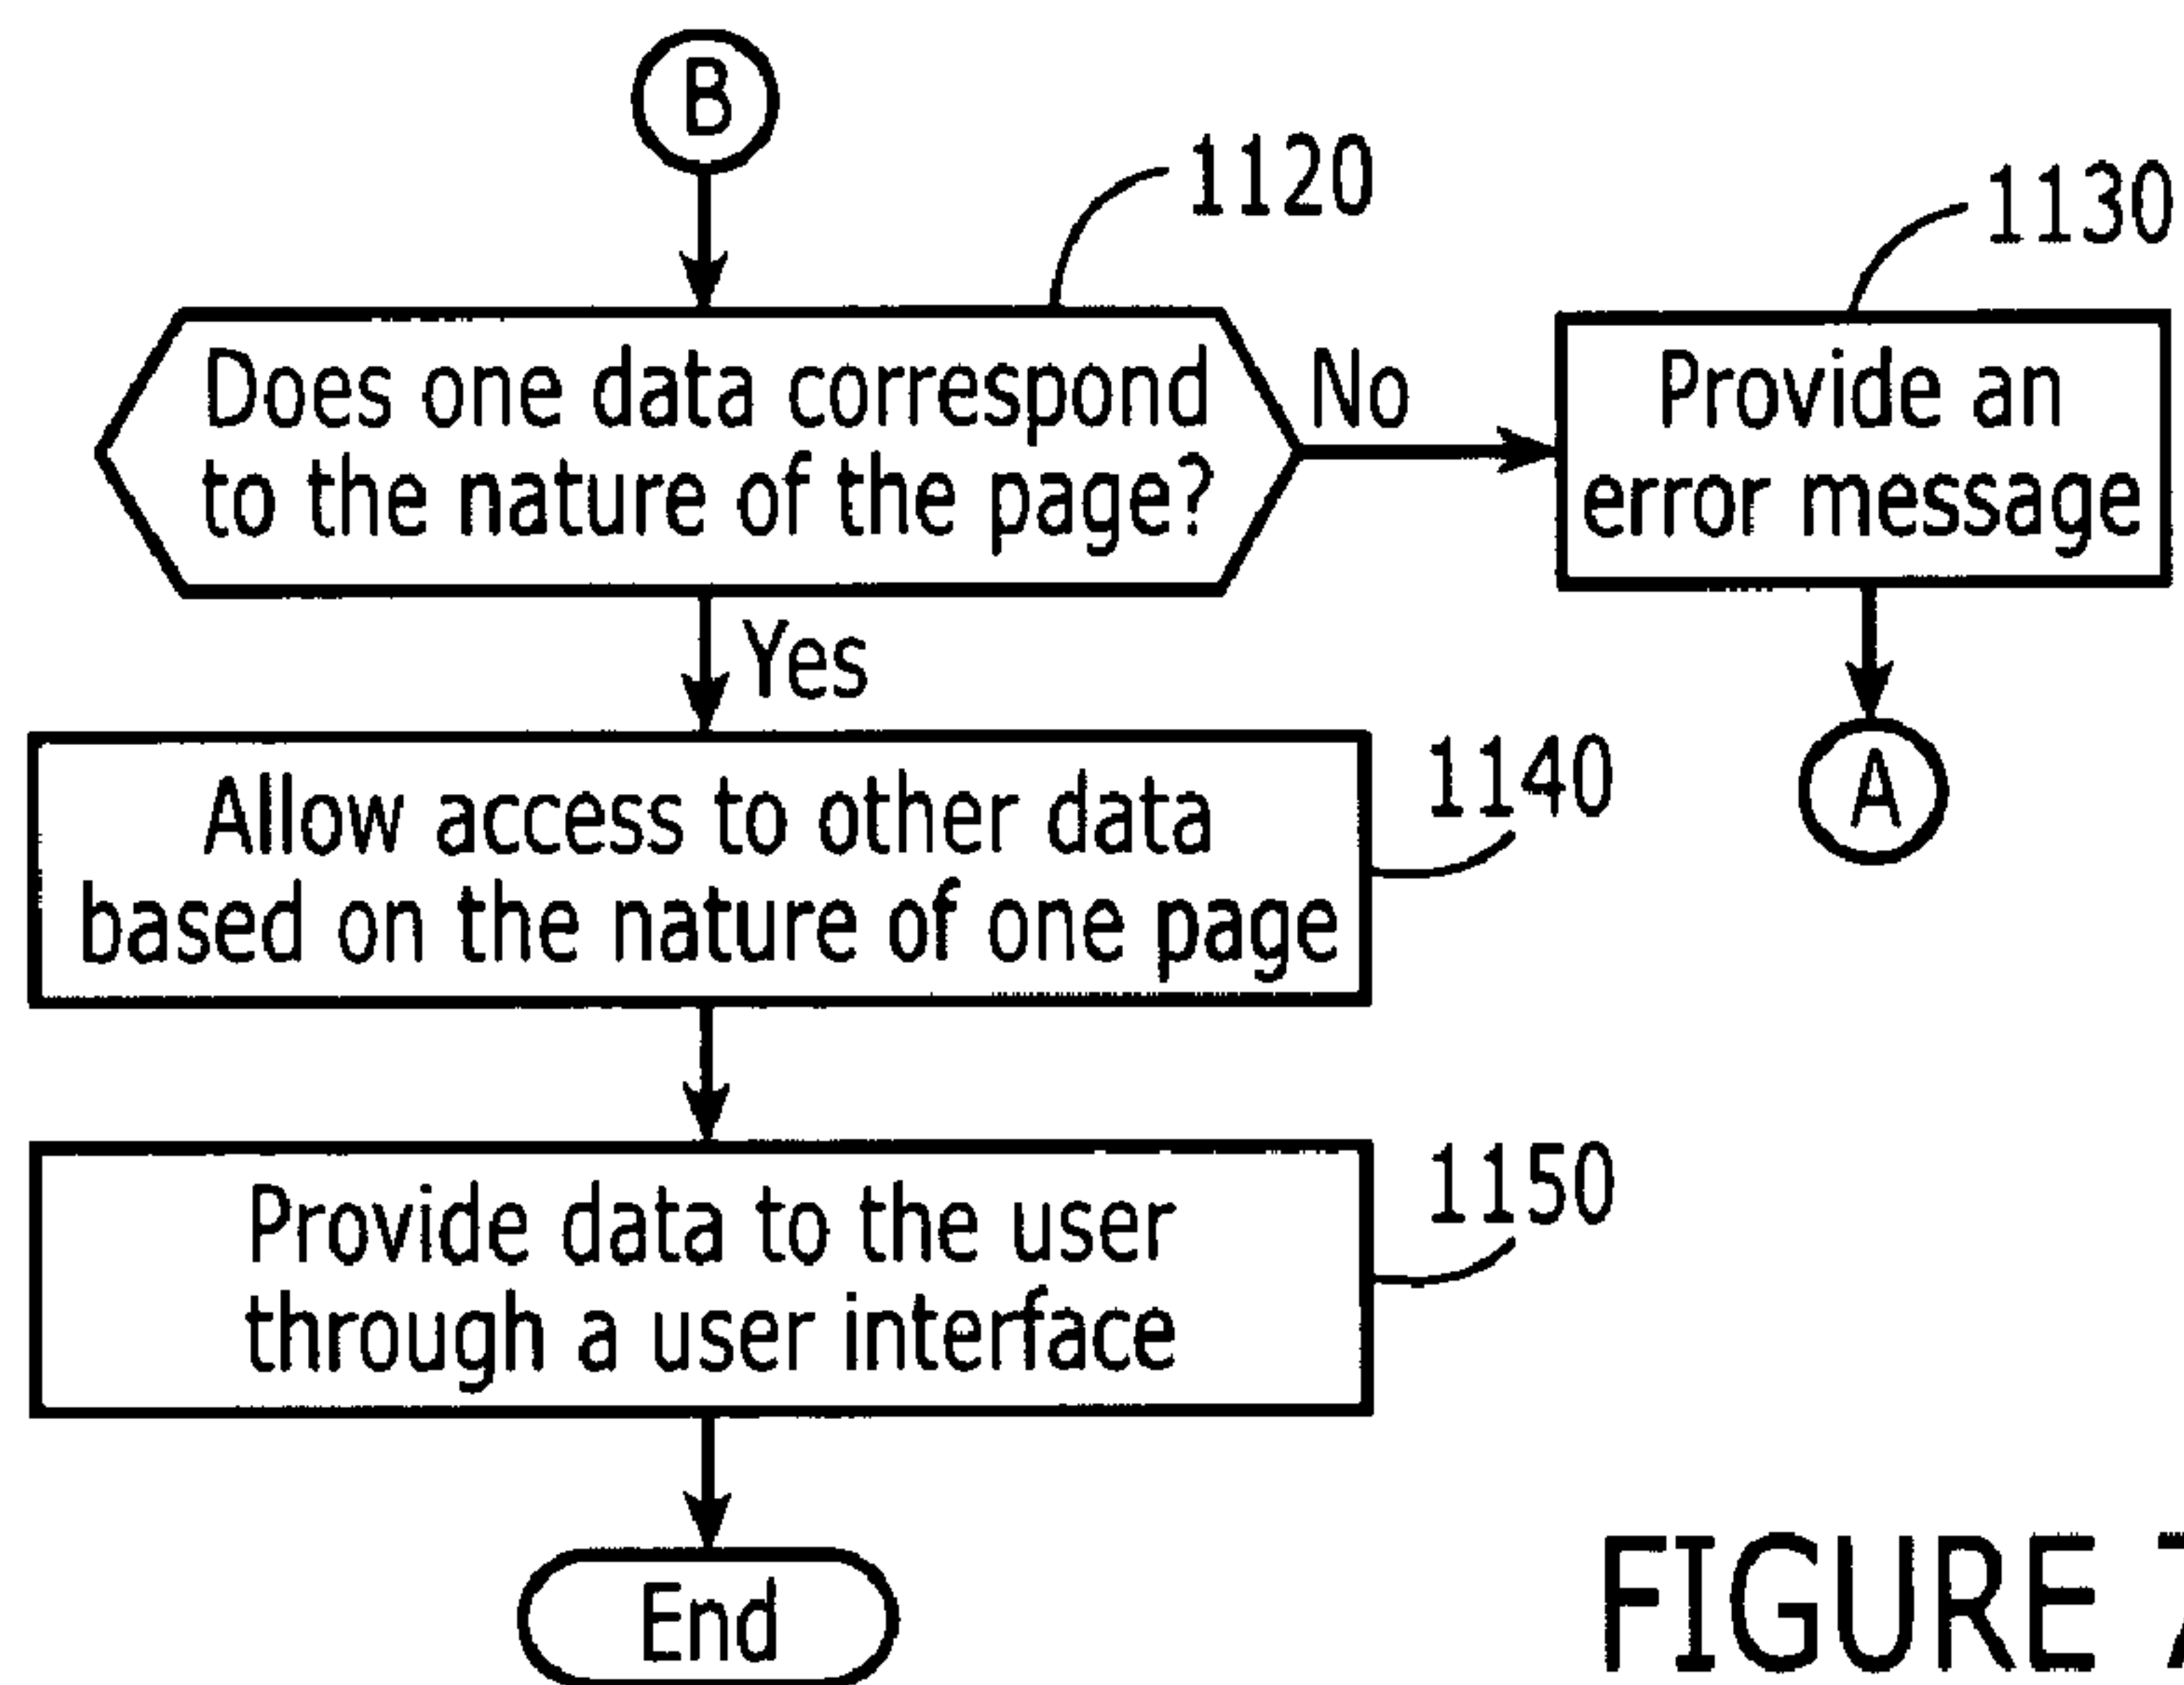 B
1120
1130
Does one data correspond
to the nature of the page?
No
Provide an
error message
Yes
A
1140
Allow access to other data
based on the nature of one page
1150
Provide data to the user
through a user interface
End
FIGURE